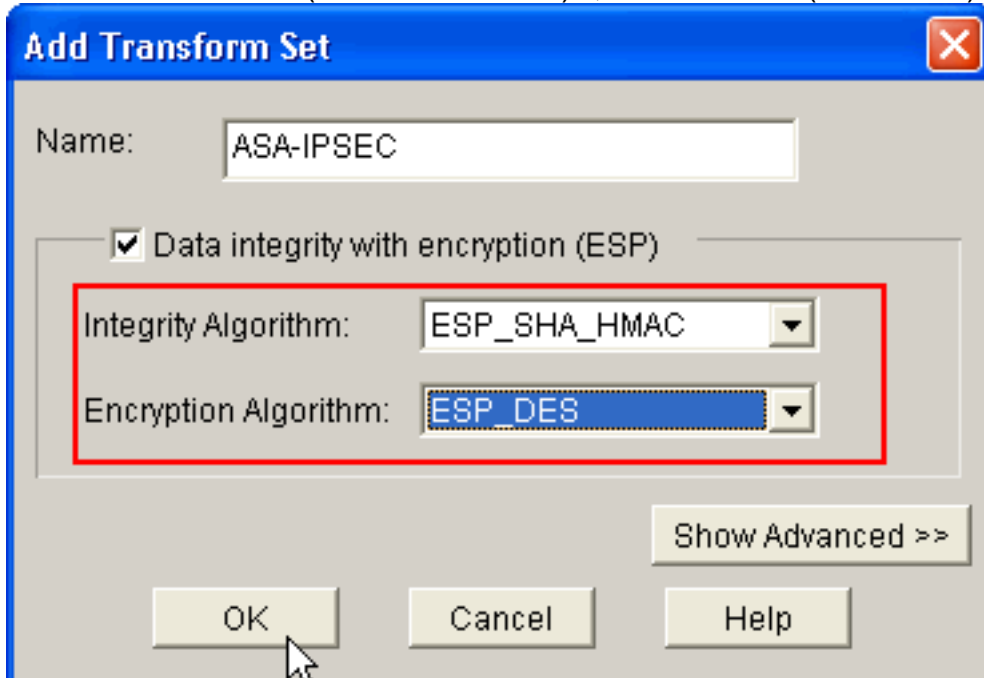 Add Transform Set
Name: ASA-IPSEC
Data integrity with encryption (ESP)
Integrity Algorithm: ESP_SHA_HMAC
Encryption Algorithm: ESP_DES
Show Advanced >>
OK Cancel Help